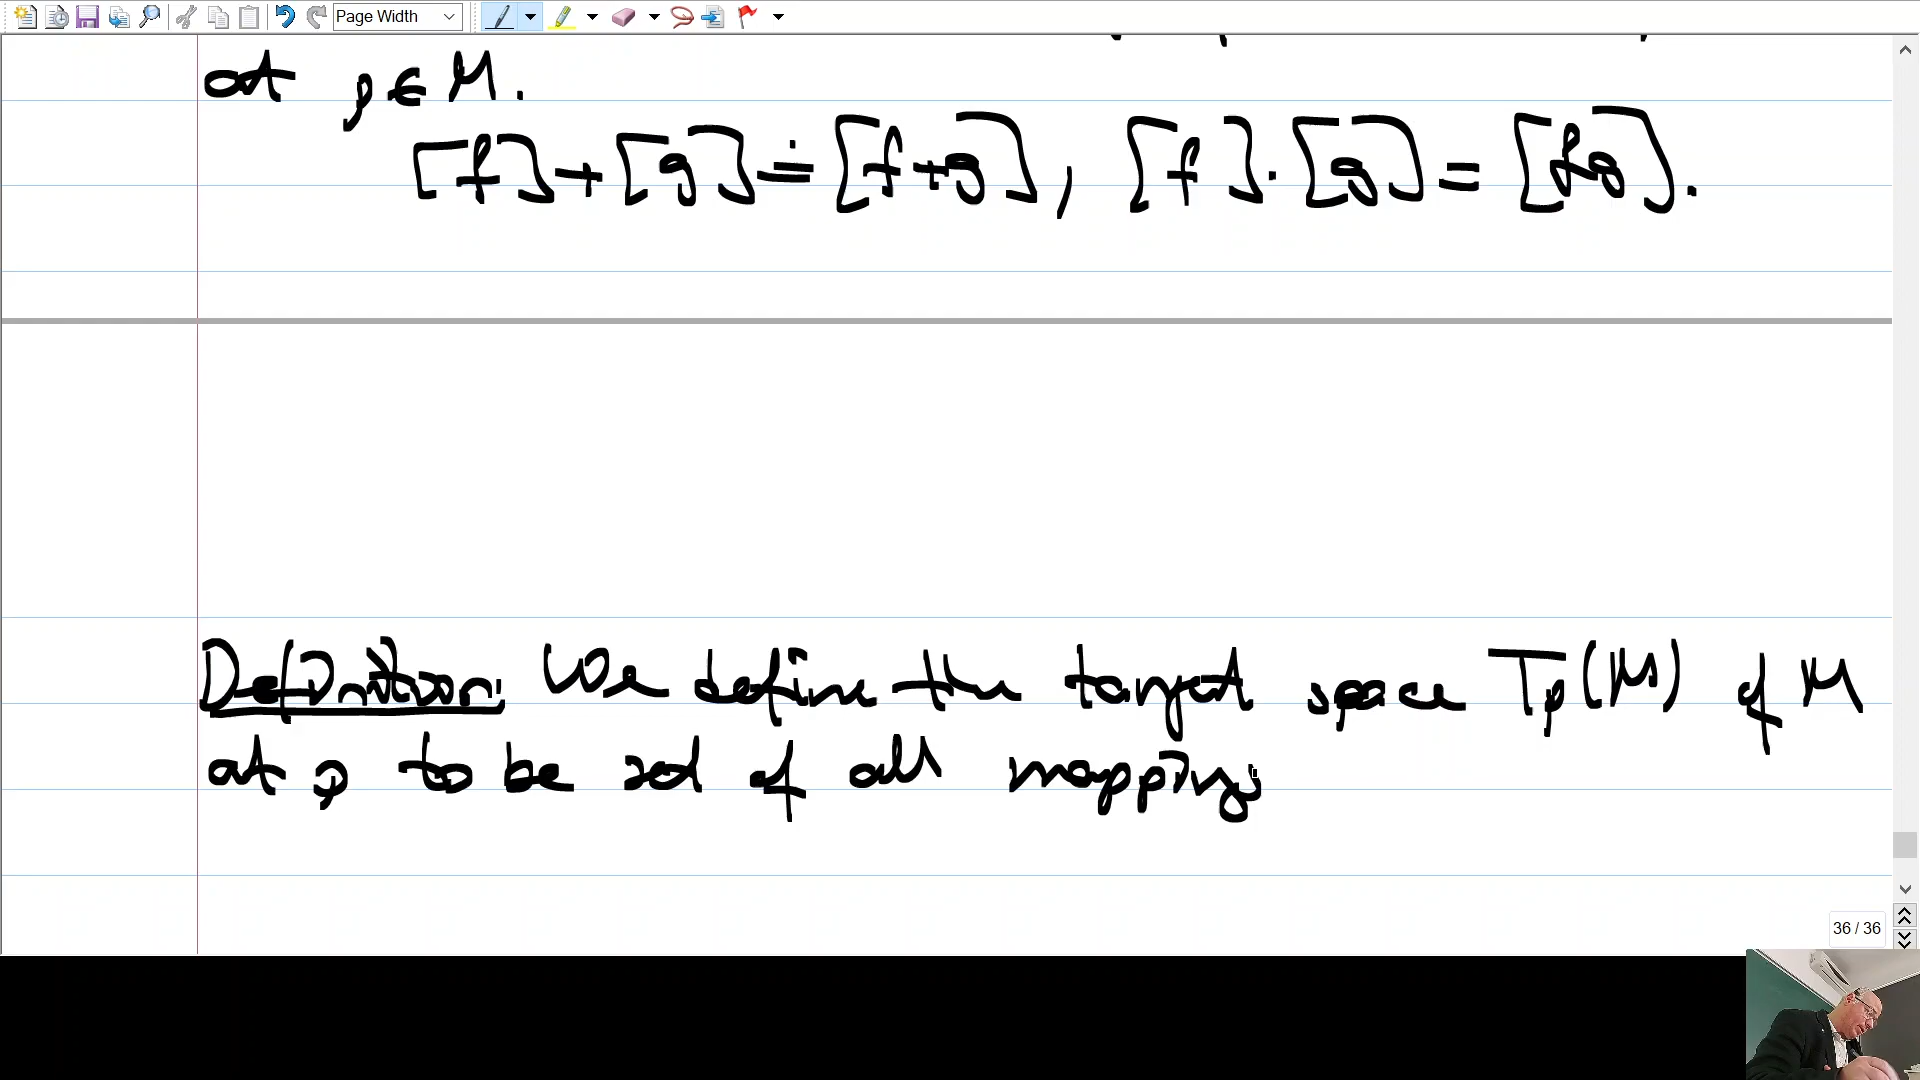 Page Width
at p ∈ M.
[f]+[g]≐[f+g], [f]·[g]=[fg].
Definition: We define the tangent space Tp(M) of M
at p to be set of all mappings
36 / 36